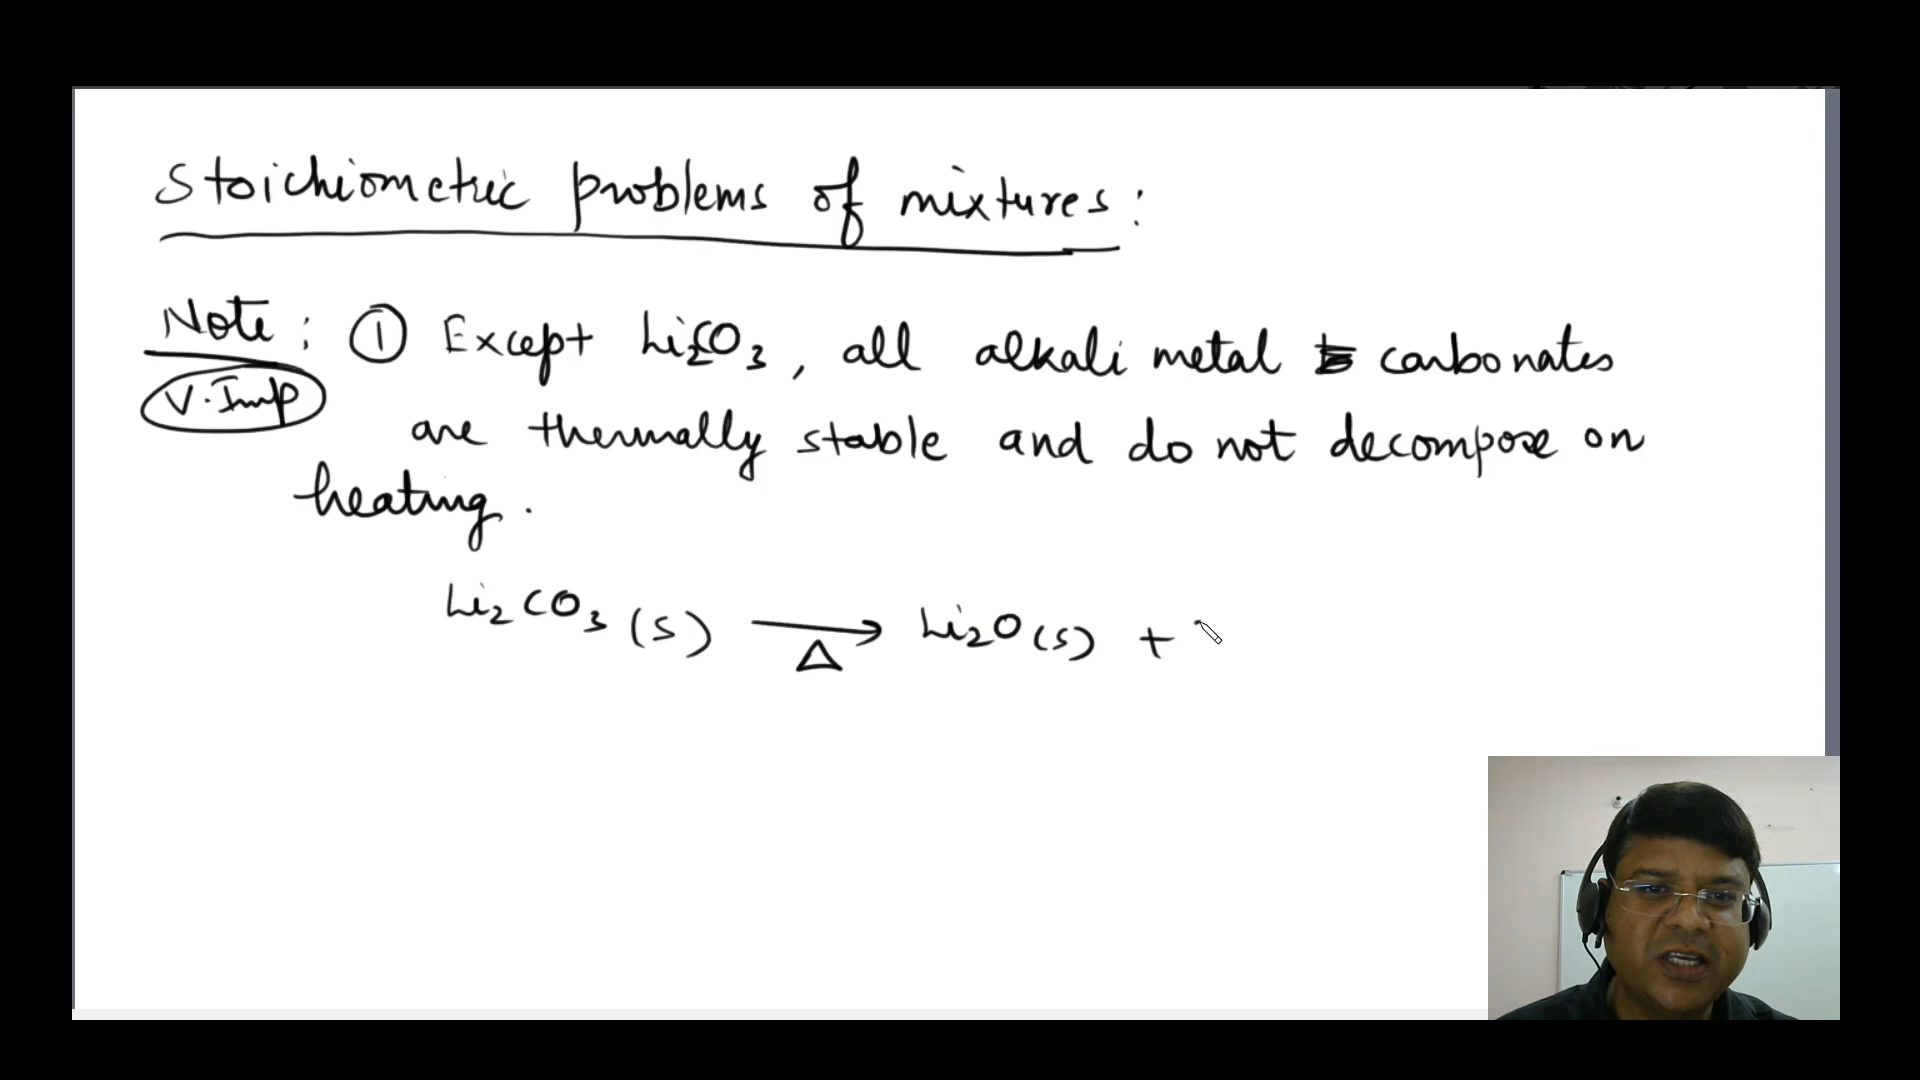 Stoichiometric problems of mixtures:
Note: ① Except Li₂CO₃, all alkali metal carbonates
V. Imp
are thermally stable and do not decompose on
heating.
Li₂CO₃ (s) →Δ Li₂O(s) +